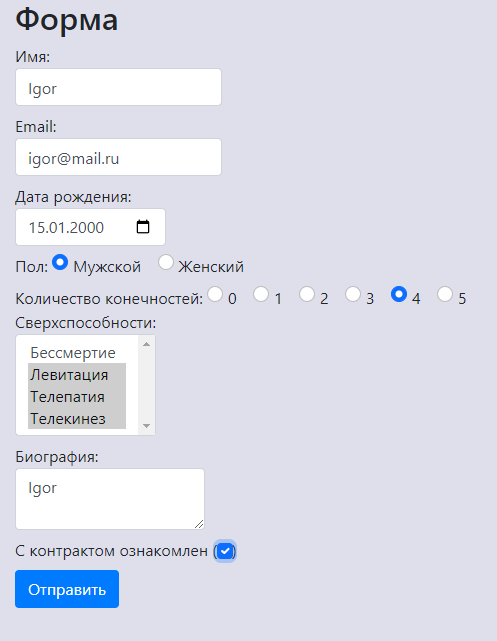 Форма
Имя:
Igor
Email:
igor@mail.ru
Дата рождения:
15.01.2000
Пол: Мужской Женский
Количество конечностей: 0 1 2 3 4 5
Сверхспособности:
Бессмертие
Левитация
Телепатия
Телекинез
Биография:
Igor
С контрактом ознакомлен ()
Отправить